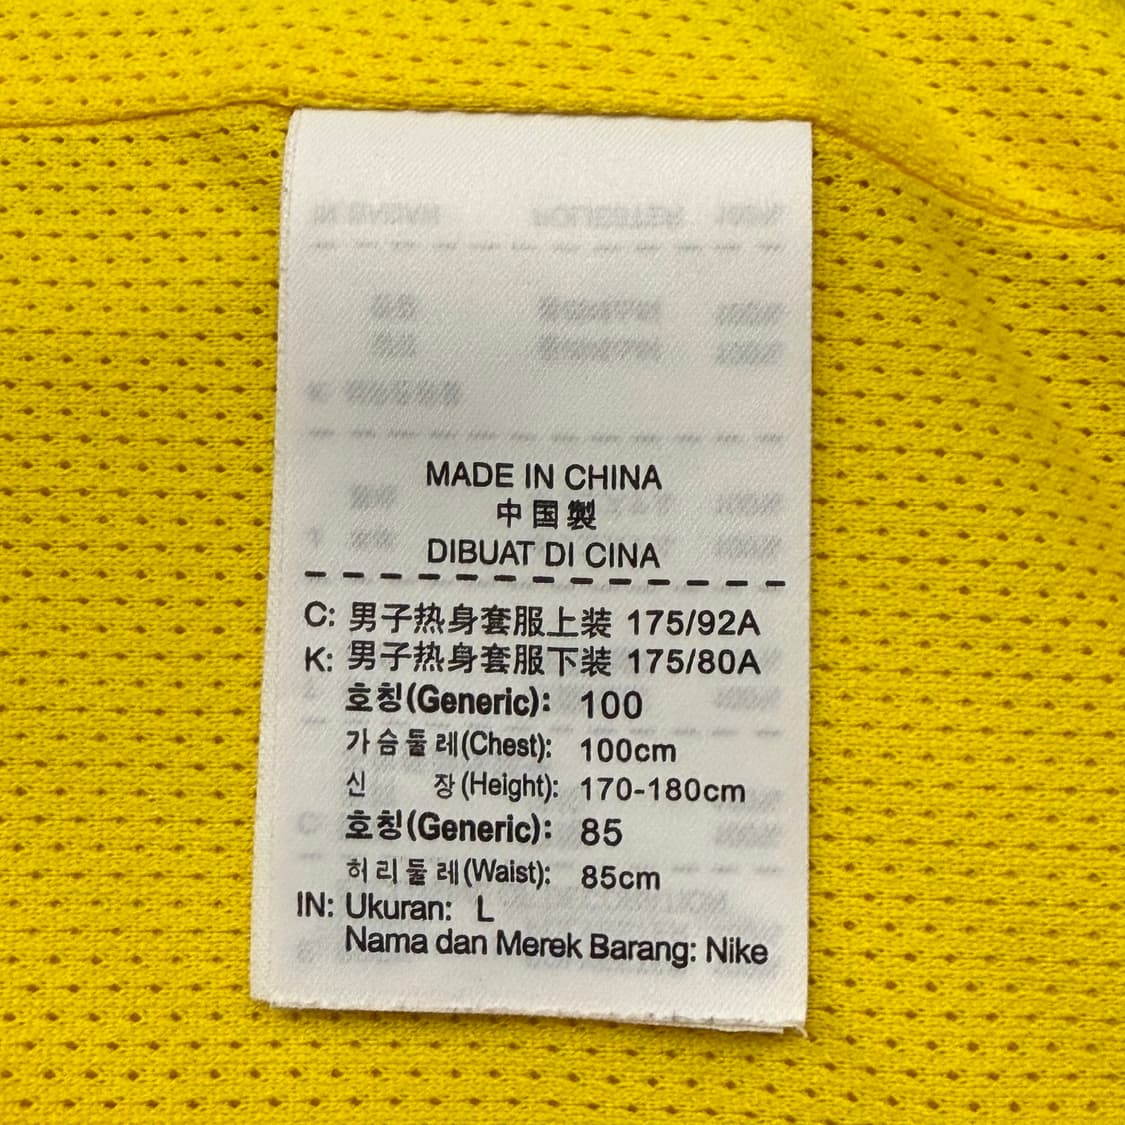 MADE IN CHINA
中国製
DIBUAT DI CINA
C: 男子热身套服上装 175/92A
K: 男子热身套服下装 175/80A
호칭(Generic): 100
가슴둘레(Chest): 100cm
신 장(Height): 170-180cm
호칭(Generic): 85
허리둘레(Waist): 85cm
IN: Ukuran: L
Nama dan Merek Barang: Nike